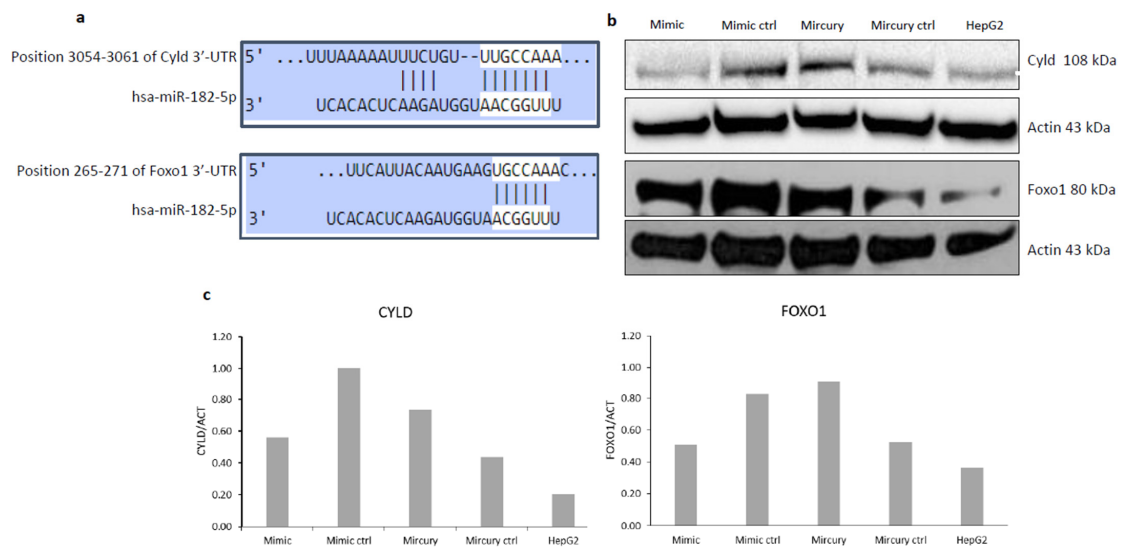 a
Position 3054-3061 of Cyld 3’-UTR 5' ...UUUAAAAAUUUCUGU--UUGCCAAA...
hsa-miR-182-5p 3' UCACACUCAAGAUGGUAACGGUUU
Position 265-271 of Foxo1 3’-UTR 5' ...UUCAUUACAAUGAAGUGCCAAAC...
hsa-miR-182-5p 3' UCACACUCAAGAUGGUAACGGUUU
b
Mimic Mimic ctrl Mircury Mircury ctrl HepG2
Cyld 108 kDa
Actin 43 kDa
Foxo1 80 kDa
Actin 43 kDa
c
CYLD
CYLD/ACT
1.20
1.00
0.80
0.60
0.40
0.20
0.00
Mimic Mimic ctrl Mircury Mircury ctrl HepG2
FOXO1
FOXO1/ACT
1.20
1.00
0.80
0.60
0.40
0.20
0.00
Mimic Mimic ctrl Mircury Mircury ctrl HepG2